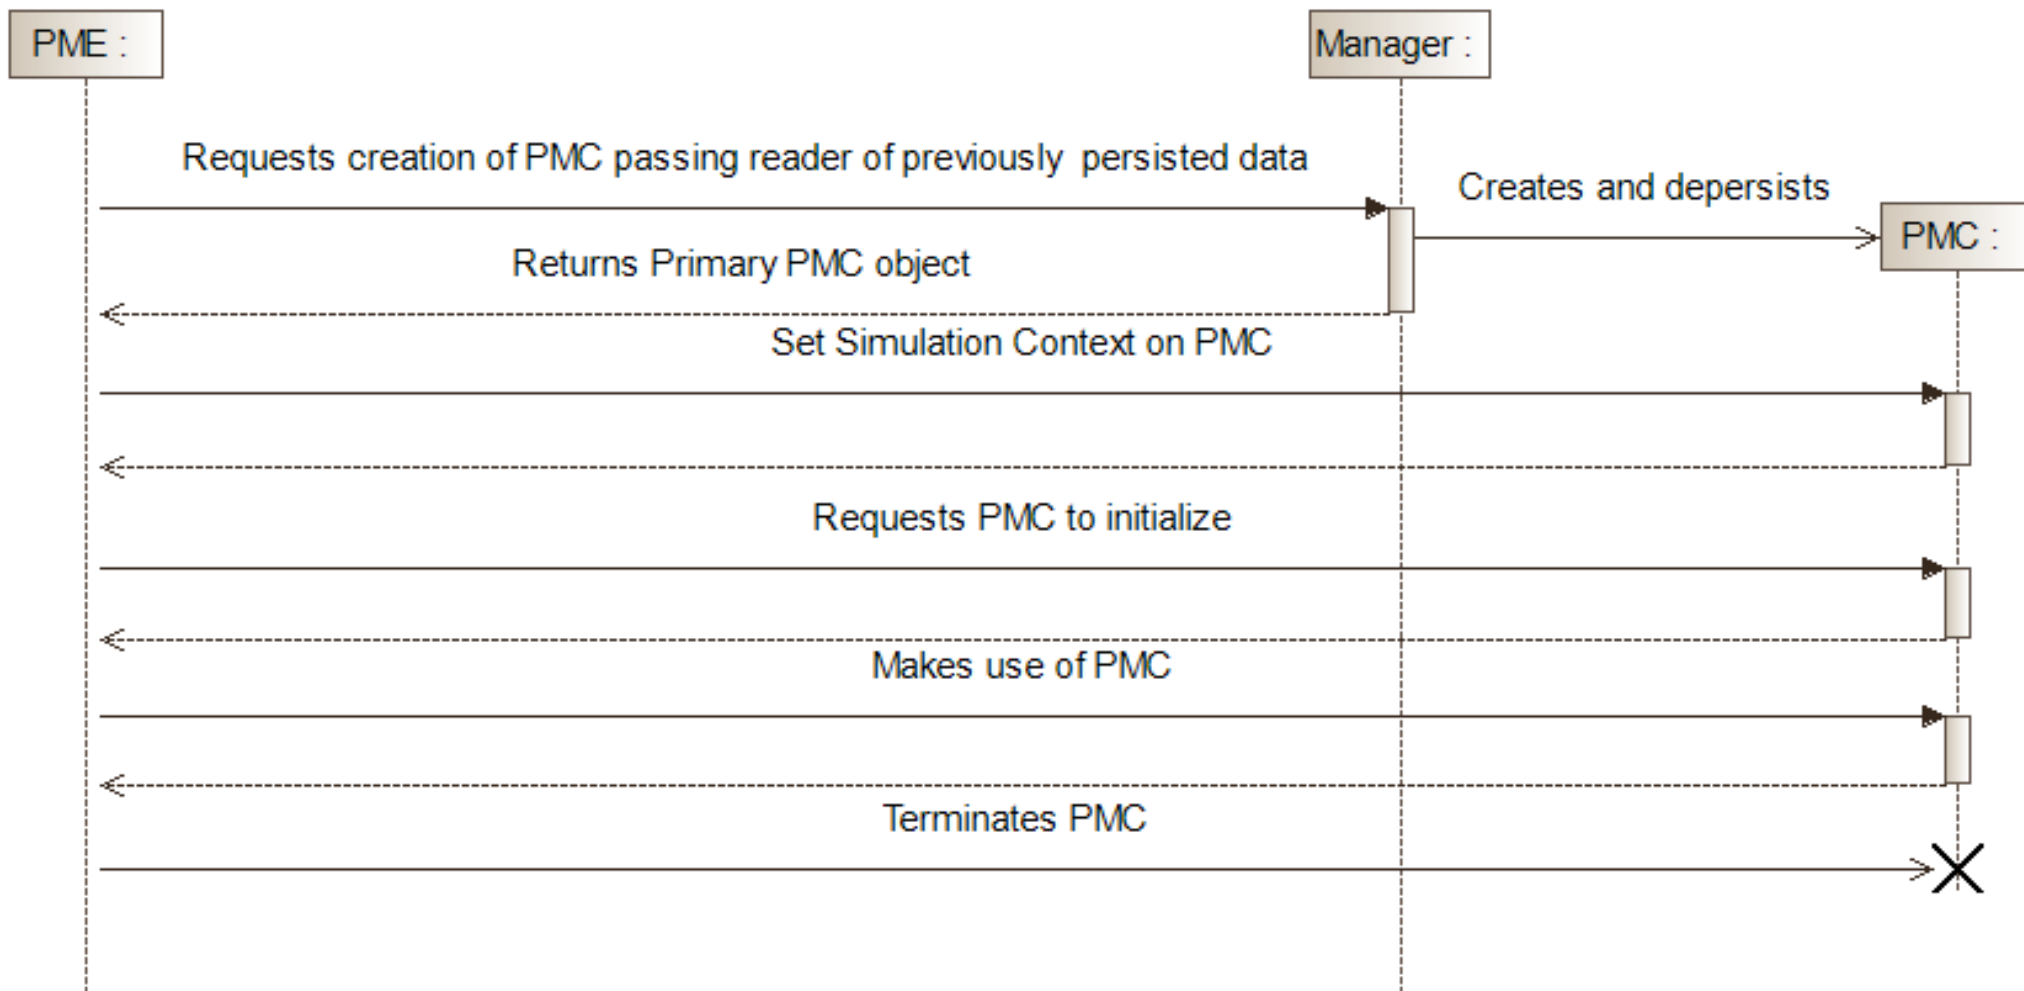 PME :
Manager :
Requests creation of PMC passing reader of previously persisted data
Creates and depersists
PMC :
Returns Primary PMC object
Set Simulation Context on PMC
Requests PMC to initialize
Makes use of PMC
Terminates PMC